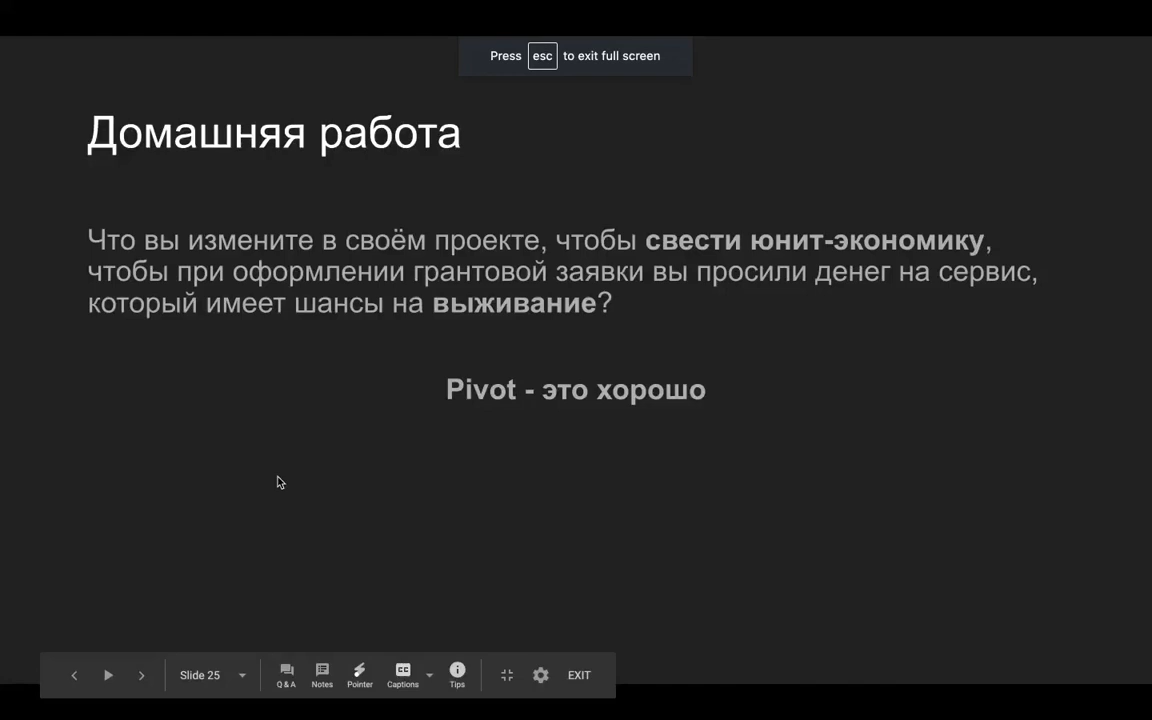 Press esc to exit full screen
Домашняя работа
Что вы измените в своём проекте, чтобы свести юнит-экономику,
чтобы при оформлении грантовой заявки вы просили денег на сервис,
который имеет шансы на выживание?
Pivot - это хорошо
Slide 25
Q & A
Notes
Pointer
CC
Captions
Tips
EXIT